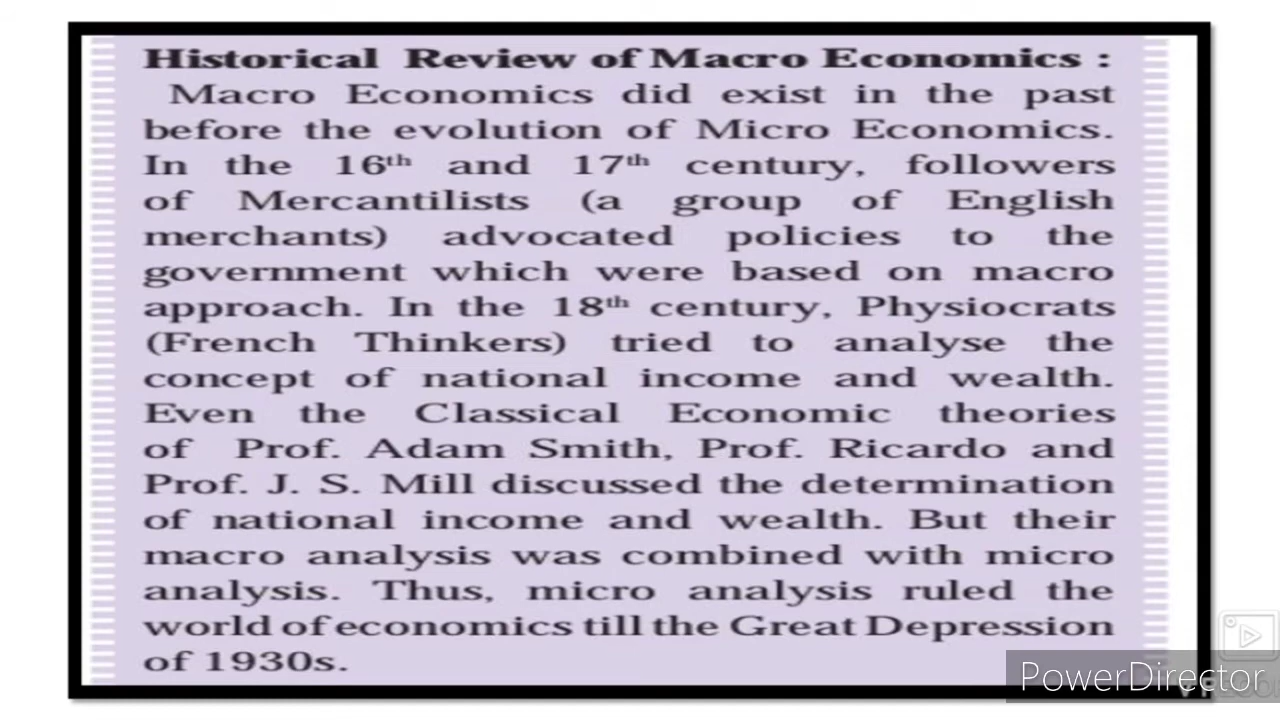 Historical Review of Macro Economics :
Macro Economics did exist in the past
before the evolution of Micro Economics.
In the 16th and 17th century, followers
of Mercantilists (a group of English
merchants) advocated policies to the
government which were based on macro
approach. In the 18th century, Physiocrats
(French Thinkers) tried to analyse the
concept of national income and wealth.
Even the Classical Economic theories
of Prof. Adam Smith, Prof. Ricardo and
Prof. J. S. Mill discussed the determination
of national income and wealth. But their
macro analysis was combined with micro
analysis. Thus, micro analysis ruled the
world of economics till the Great Depression
of 1930s.
PowerDirector